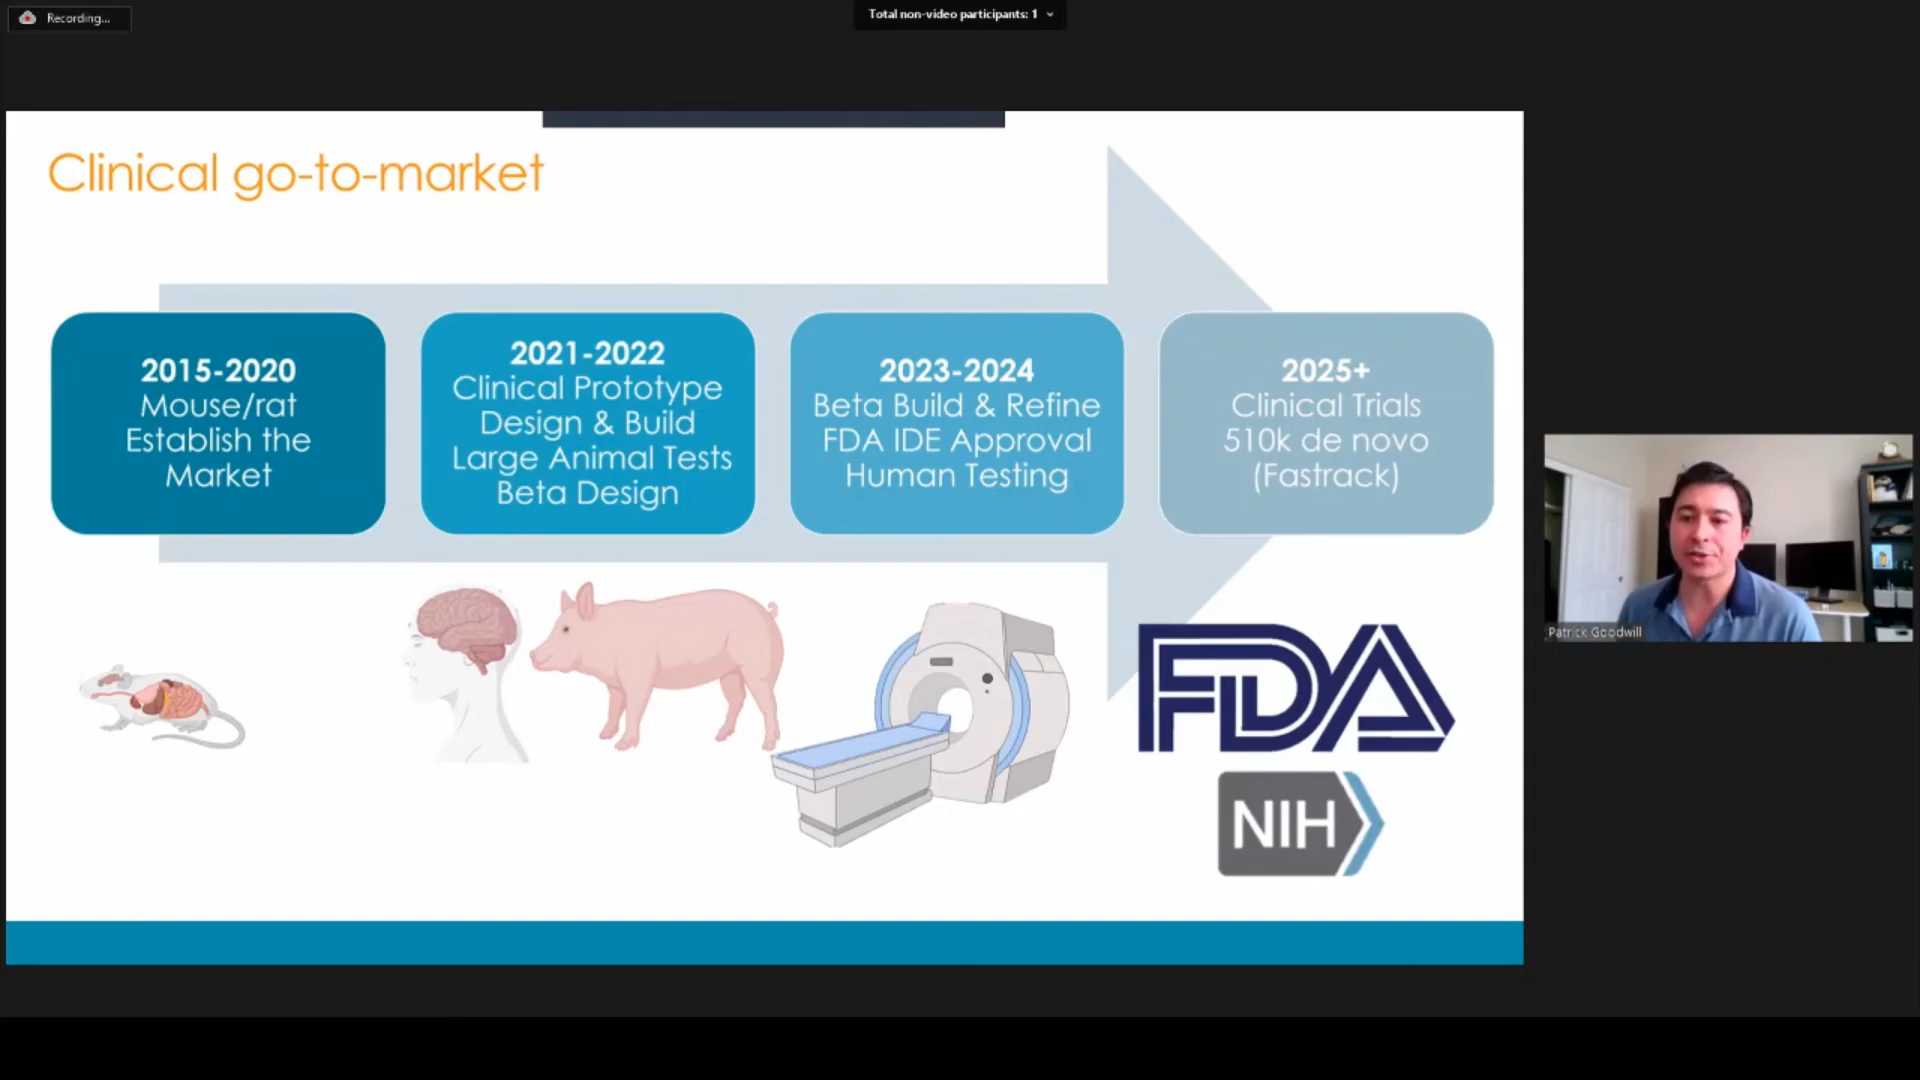 Recording...
Total non-video participants: 1
Clinical go-to-market
2015-2020
Mouse/rat
Establish the
Market
2021-2022
Clinical Prototype
Design & Build
Large Animal Tests
Beta Design
2023-2024
Beta Build & Refine
FDA IDE Approval
Human Testing
2025+
Clinical Trials
510k de novo
(Fastrack)
FDA
NIH
Patrick Goodwill